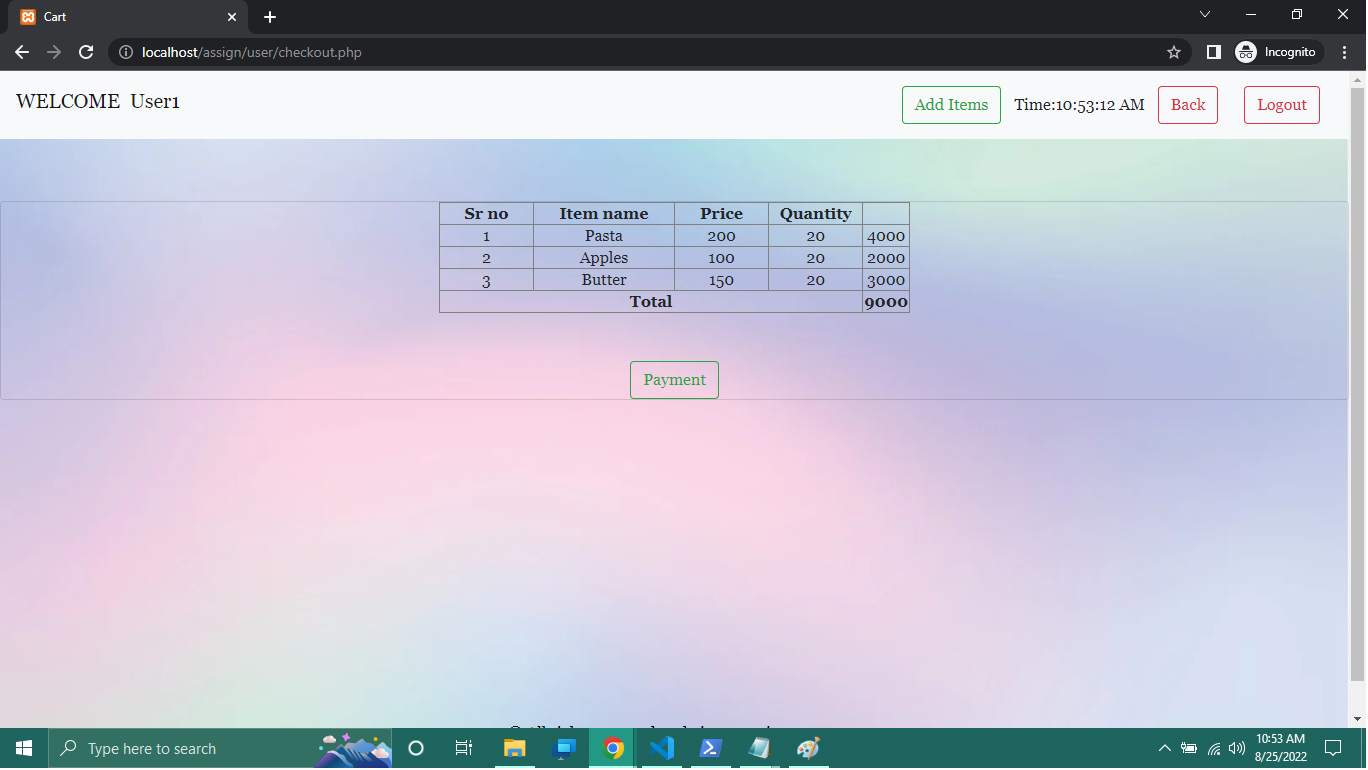 Cart
localhost/assign/user/checkout.php
Incognito
WELCOME User1
Add Items Time:10:53:12 AM Back Logout
Sr no Item name Price Quantity
1 Pasta 200 20 4000
2 Apples 100 20 2000
3 Butter 150 20 3000
Total 9000
Payment
Type here to search
10:53 AM
8/25/2022